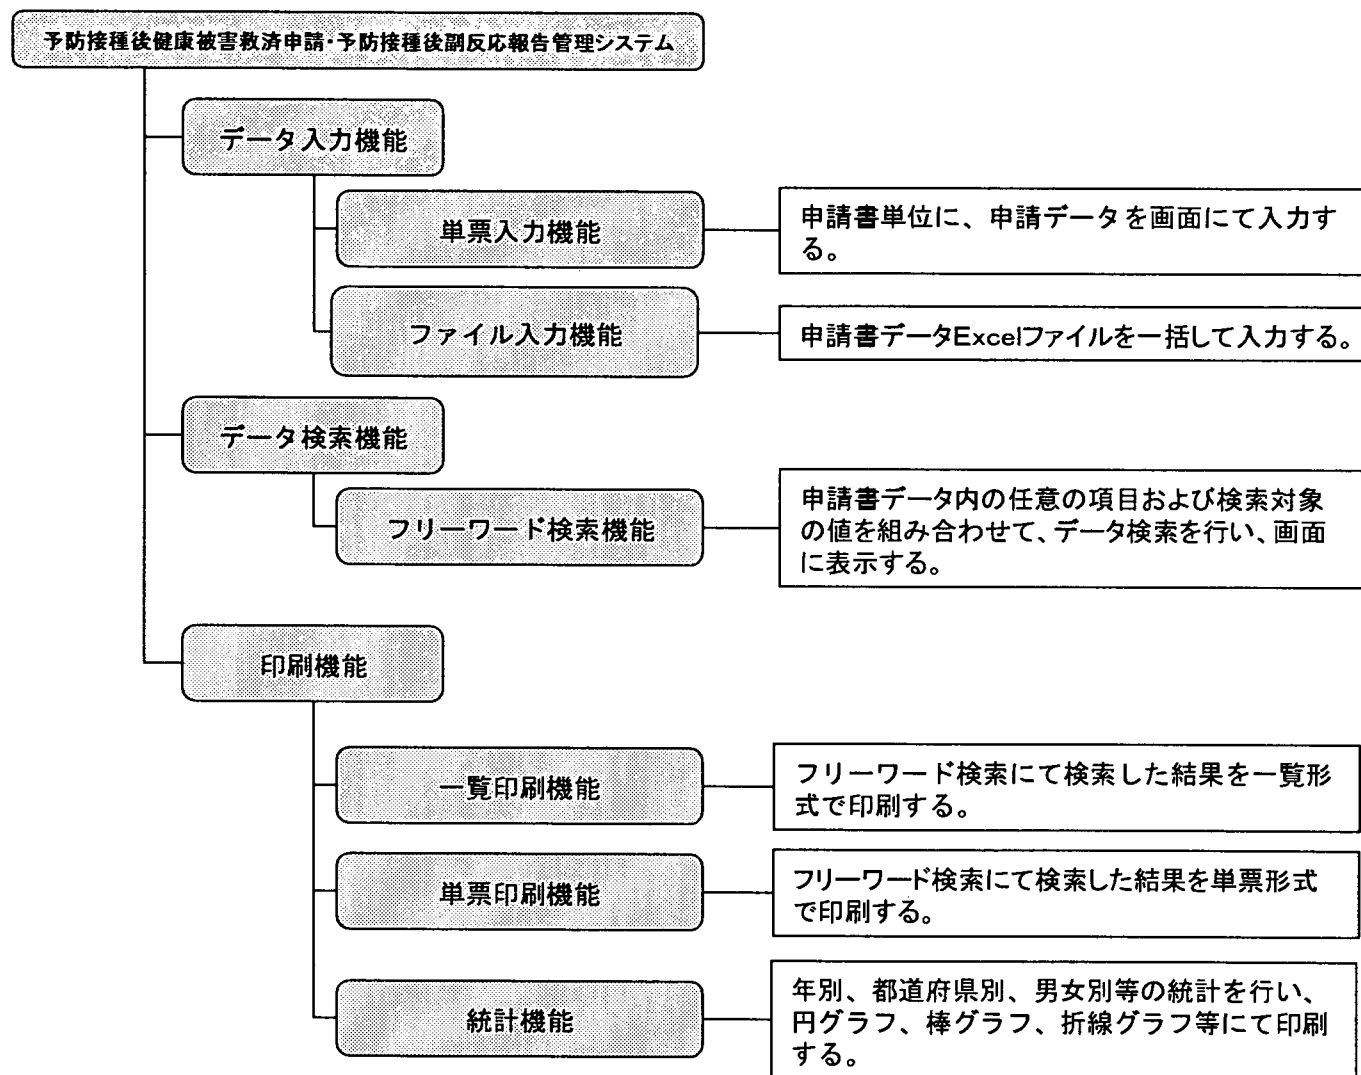 予防接種後健康被害救済申請・予防接種後副反応報告管理システム
データ入力機能
単票入力機能
申請書単位に、申請データを画面にて入力す
る。
ファイル入力機能
申請書データExcelファイルを一括して入力する。
データ検索機能
フリーワード検索機能
申請書データ内の任意の項目および検索対象
の値を組み合わせて、データ検索を行い、画面
に表示する。
印刷機能
一覧印刷機能
フリーワード検索にて検索した結果を一覧形
式で印刷する。
単票印刷機能
フリーワード検索にて検索した結果を単票形式
で印刷する。
統計機能
年別、都道府県別、男女別等の統計を行い、
円グラフ、棒グラフ、折線グラフ等にて印刷
する。